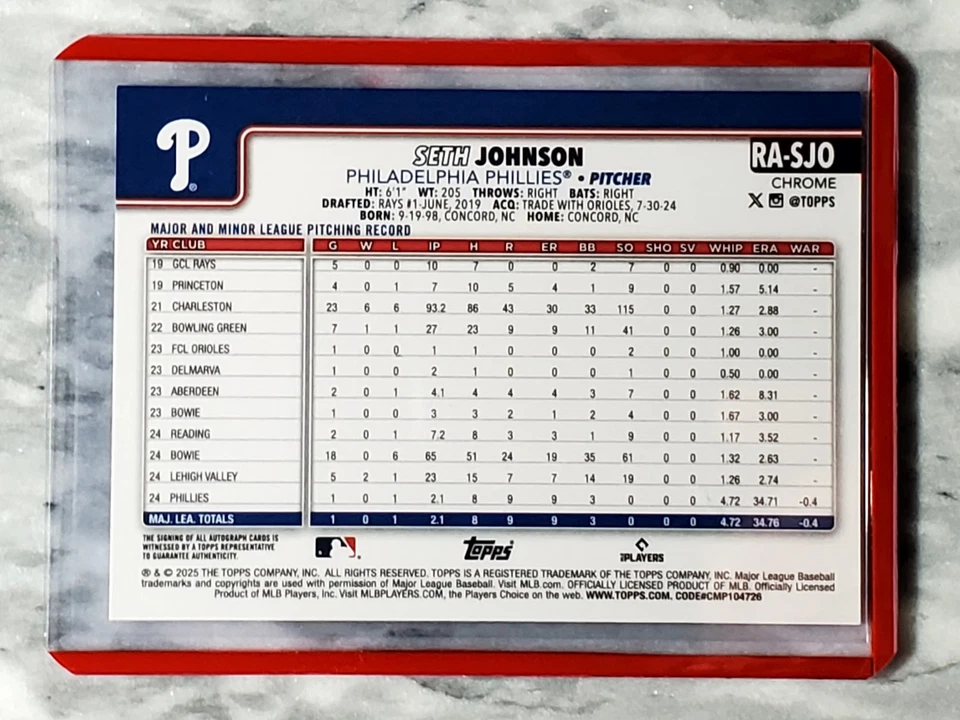 P
SETH JOHNSON
RA-SJO
PHILADELPHIA PHILLIES® • PITCHER
CHROME
HT: 6'1" WT: 205 THROWS: RIGHT BATS: RIGHT
DRAFTED: RAYS #1-JUNE, 2019 ACQ: TRADE WITH ORIOLES, 7-30-24
@TOPPS
BORN: 9-19-98, CONCORD, NC HOME: CONCORD, NC
MAJOR AND MINOR LEAGUE PITCHING RECORD
YR CLUB G W L IP H R ER BB SO SHO SV WHIP ERA WAR
19 GCL RAYS 5 0 0 10 7 0 0 2 7 0 0 0.90 0.00 -
19 PRINCETON 4 0 1 7 10 5 4 1 9 0 0 1.57 5.14 -
21 CHARLESTON 23 6 6 93.2 86 43 30 33 115 0 0 1.27 2.88 -
22 BOWLING GREEN 7 1 1 27 23 9 9 11 41 0 0 1.26 3.00 -
23 FCL ORIOLES 1 0 0 1 1 0 0 0 2 0 0 1.00 0.00 -
23 DELMARVA 1 0 0 2 1 0 0 0 1 0 0 0.50 0.00 -
23 ABERDEEN 2 0 1 4.1 4 4 4 3 7 0 0 1.62 8.31 -
23 BOWIE 1 0 0 3 3 2 1 2 4 0 0 1.67 3.00 -
24 READING 2 0 1 7.2 8 3 3 1 9 0 0 1.17 3.52 -
24 BOWIE 18 0 6 65 51 24 19 35 61 0 0 1.32 2.63 -
24 LEHIGH VALLEY 5 2 1 23 15 7 7 14 19 0 0 1.26 2.74 -
24 PHILLIES 1 0 1 2.1 8 9 9 3 0 0 0 4.72 34.71 -0.4
MAJ. LEA. TOTALS 1 0 1 2.1 8 9 9 3 0 0 0 4.72 34.76 -0.4
THE SIGNING OF ALL AUTOGRAPH CARDS IS
WITNESSED BY A TOPPS REPRESENTATIVE
TO GUARANTEE AUTHENTICITY.
Topps
PLAYERS
® & © 2025 THE TOPPS COMPANY, INC. ALL RIGHTS RESERVED. TOPPS IS A REGISTERED TRADEMARK OF THE TOPPS COMPANY, INC. Major League Baseball
trademarks and copyrights are used with permission of Major League Baseball. Visit MLB.com. OFFICIALLY LICENSED PRODUCT OF MLB. Officially Licensed
Product of MLB Players, Inc. Visit MLBPLAYERS.COM, the Players Choice on the web. WWW.TOPPS.COM. CODE#CMP104726